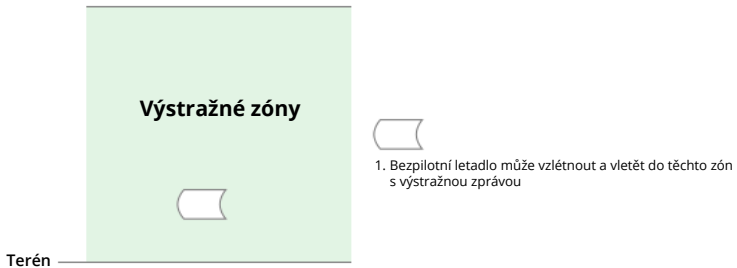 Výstražné zóny
1. Bezpilotní letadlo může vzlétnout a vletět do těchto zón
s výstražnou zprávou
Terén